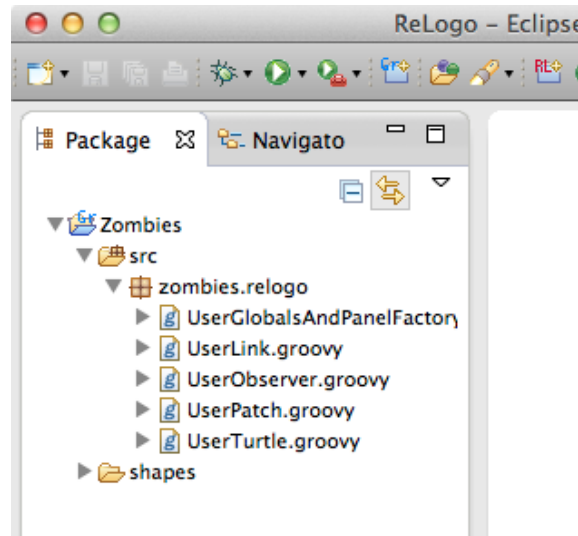 ReLogo – Eclipse
Package Navigato
Zombies
src
zombies.relogo
UserGlobalsAndPanelFactory
UserLink.groovy
UserObserver.groovy
UserPatch.groovy
UserTurtle.groovy
shapes